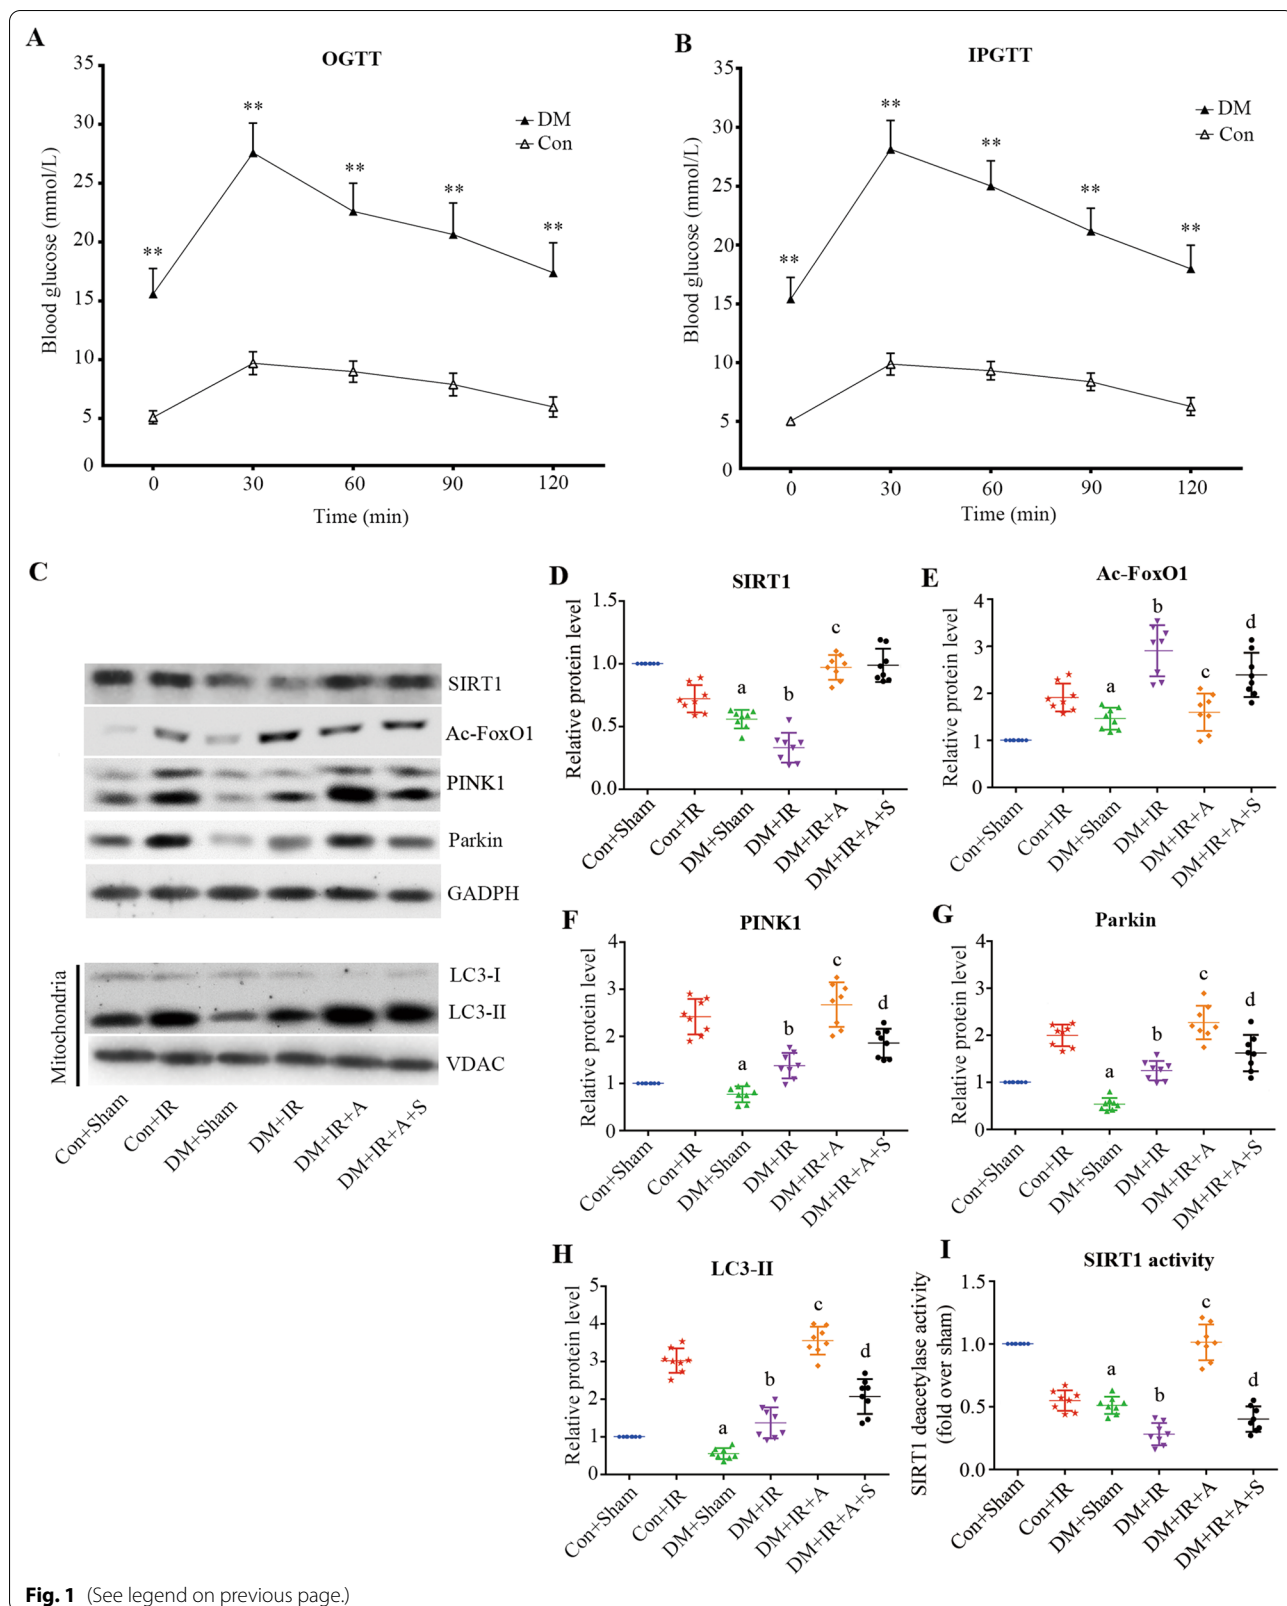 A
OGTT
35
30
25
20
15
10
5
0
Blood glucose (mmol/L)
** ** ** ** **
DM
Con
0 30 60 90 120
Time (min)
B
IPGTT
35
30
25
20
15
10
5
0
Blood glucose (mmol/L)
** ** ** ** **
DM
Con
0 30 60 90 120
Time (min)
C
SIRT1
Ac-FoxO1
PINK1
Parkin
GADPH
Mitochondria
LC3-I
LC3-II
VDAC
Con+Sham Con+IR DM+Sham DM+IR DM+IR+A DM+IR+A+S
D
SIRT1
Relative protein level
1.5
1.0
0.5
0.0
a b c
Con+Sham Con+IR DM+Sham DM+IR DM+IR+A DM+IR+A+S
E
Ac-FoxO1
Relative protein level
4
3
2
1
0
a b c d
Con+Sham Con+IR DM+Sham DM+IR DM+IR+A DM+IR+A+S
F
PINK1
Relative protein level
4
3
2
1
0
a b c d
Con+Sham Con+IR DM+Sham DM+IR DM+IR+A DM+IR+A+S
G
Parkin
Relative protein level
4
3
2
1
0
a b c d
Con+Sham Con+IR DM+Sham DM+IR DM+IR+A DM+IR+A+S
H
LC3-II
Relative protein level
5
4
3
2
1
0
a b c d
Con+Sham Con+IR DM+Sham DM+IR DM+IR+A DM+IR+A+S
I
SIRT1 activity
SIRT1 deacetylase activity
(fold over sham)
1.5
1.0
0.5
0.0
a b c d
Con+Sham Con+IR DM+Sham DM+IR DM+IR+A DM+IR+A+S
Fig. 1 (See legend on previous page.)